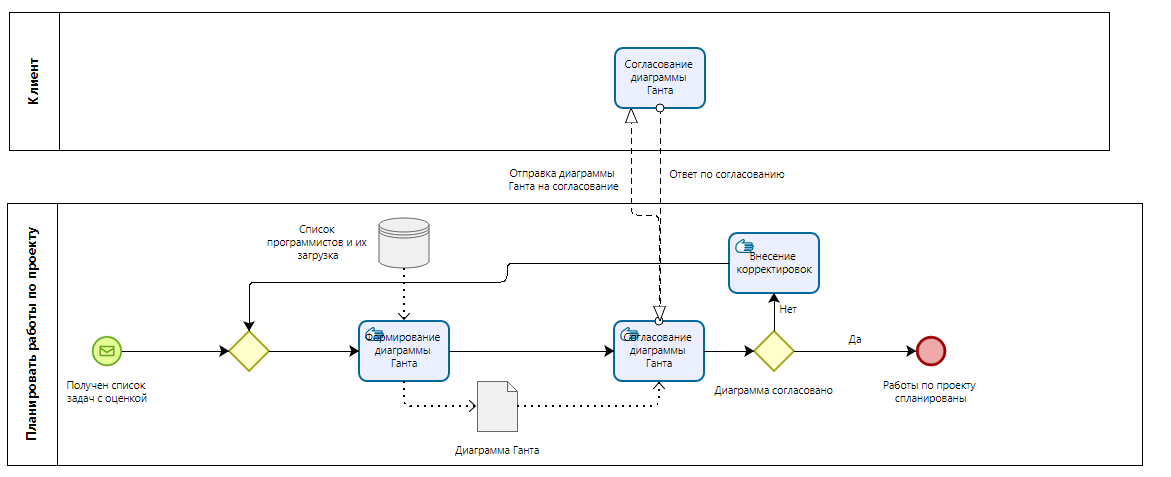 Клиент
Согласование
диаграммы
Ганта
Отправка диаграммы
Ганта на согласование
Ответ по согласованию
Планировать работы по проекту
Список
программистов и их
загрузка
Внесение
корректировок
Нет
Формирование
диаграммы
Ганта
Согласование
диаграммы
Ганта
Да
Получен список
задач с оценкой
Диаграмма согласовано
Работы по проекту
спланированы
Диаграмма Ганта